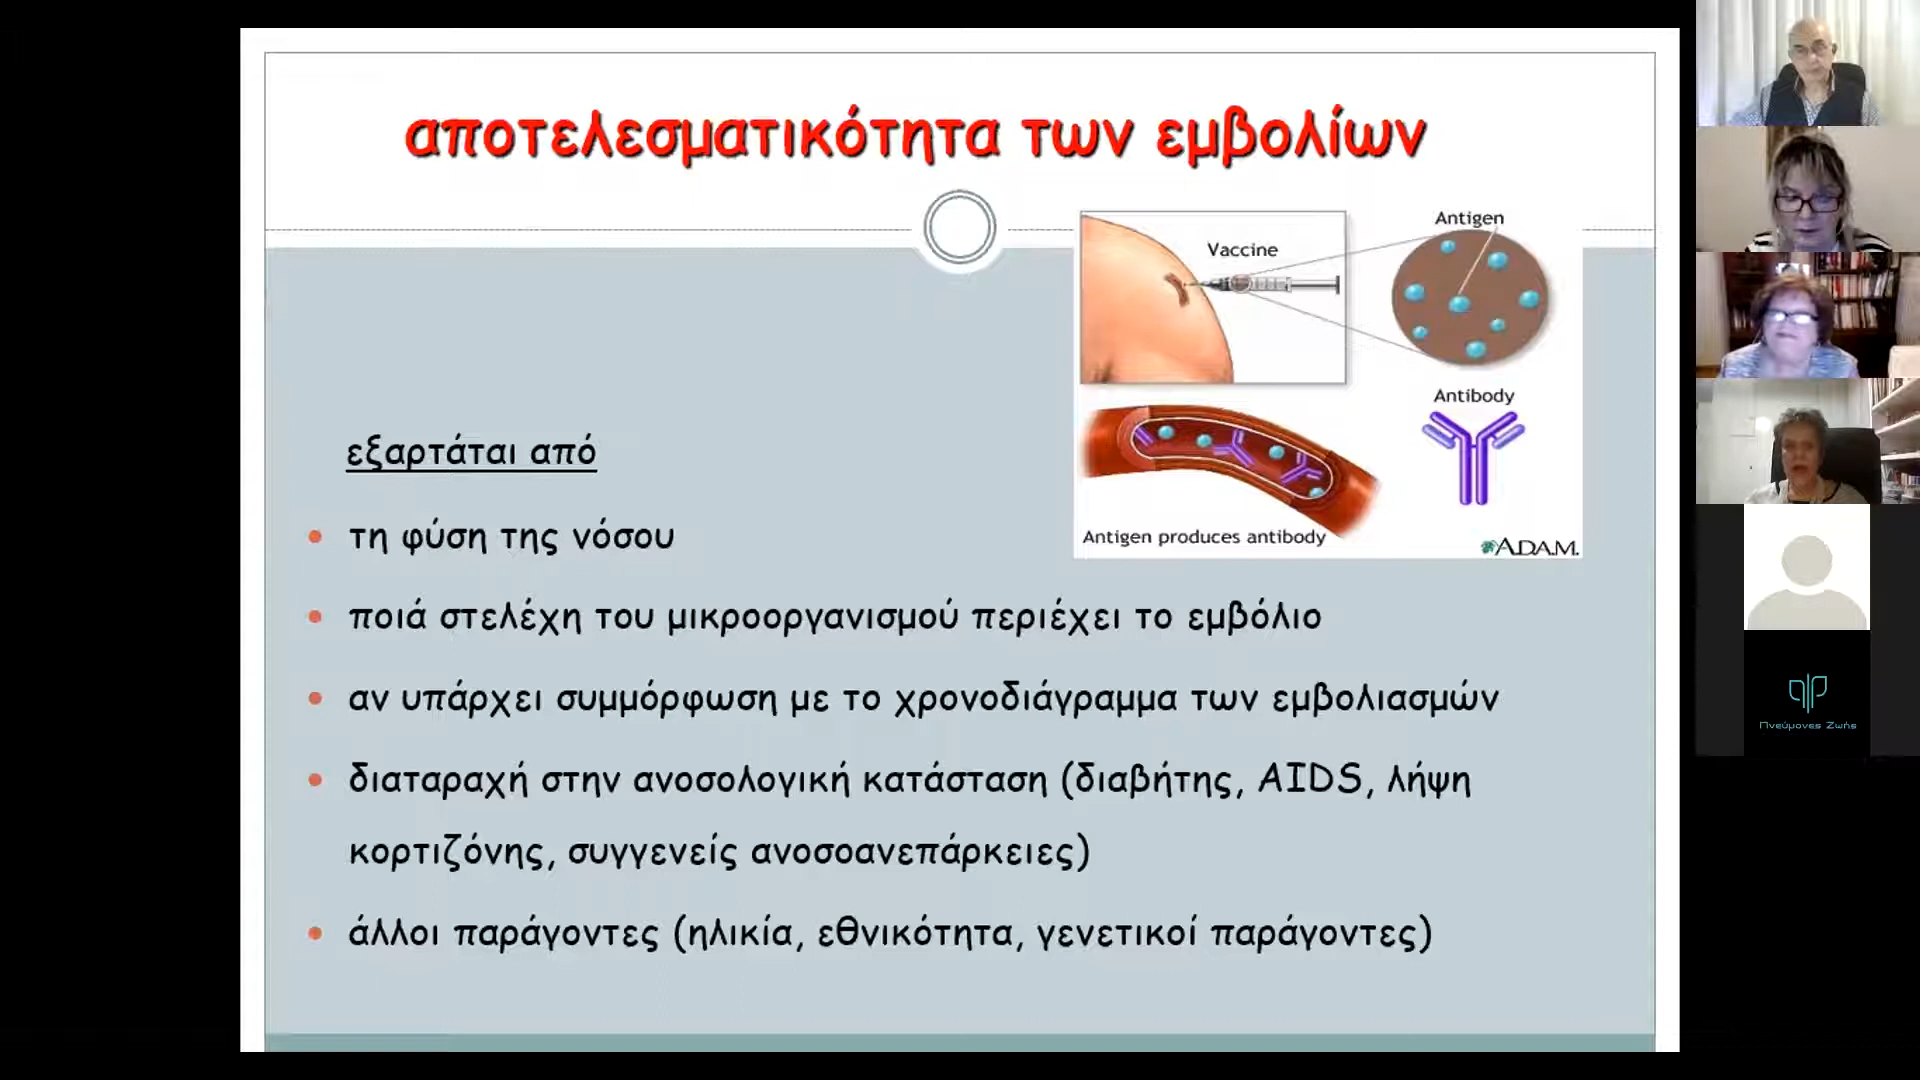 αποτελεσματικότητα των εμβολίων
Antigen
Vaccine
Antibody
Antigen produces antibody
A.D.A.M.
εξαρτάται από
τη φύση της νόσου
ποιά στελέχη του μικροοργανισμού περιέχει το εμβόλιο
αν υπάρχει συμμόρφωση με το χρονοδιάγραμμα των εμβολιασμών
διαταραχή στην ανοσολογική κατάσταση (διαβήτης, AIDS, λήψη
κορτιζόνης, συγγενείς ανοσοανεπάρκειες)
άλλοι παράγοντες (ηλικία, εθνικότητα, γενετικοί παράγοντες)
Πνεύμονες Ζωής